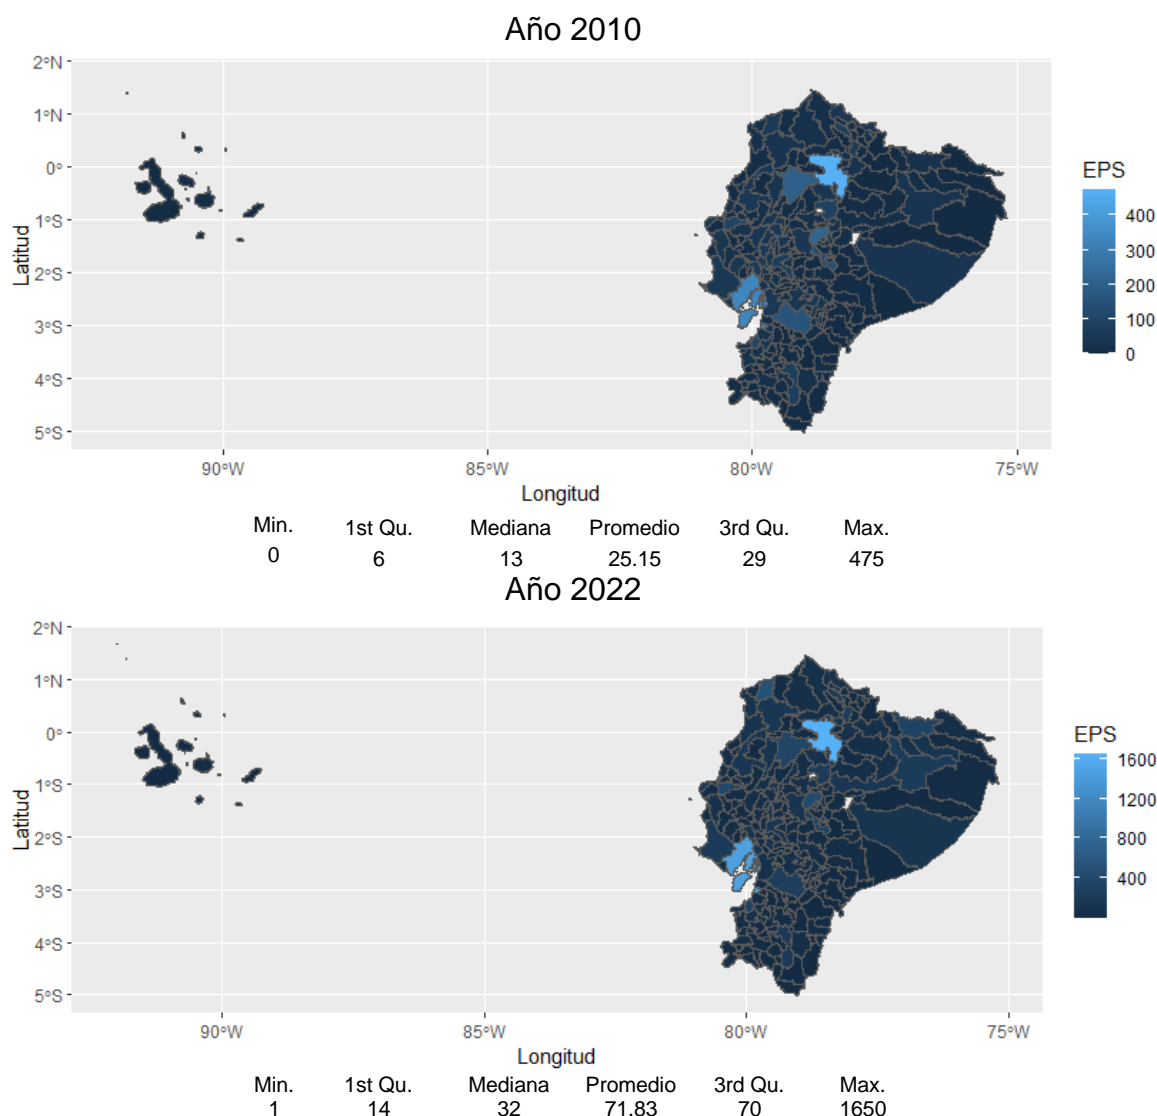 Año 2010
2°N
1°N
0°
1°S
2°S
3°S
4°S
5°S
Latitud
90°W 85°W 80°W 75°W
Longitud
EPS
400
300
200
100
0
Min. 1st Qu. Mediana Promedio 3rd Qu. Max.
0 6 13 25.15 29 475
Año 2022
2°N
1°N
0°
1°S
2°S
3°S
4°S
5°S
Latitud
90°W 85°W 80°W 75°W
Longitud
EPS
1600
1200
800
400
Min. 1st Qu. Mediana Promedio 3rd Qu. Max.
1 14 32 71.83 70 1650